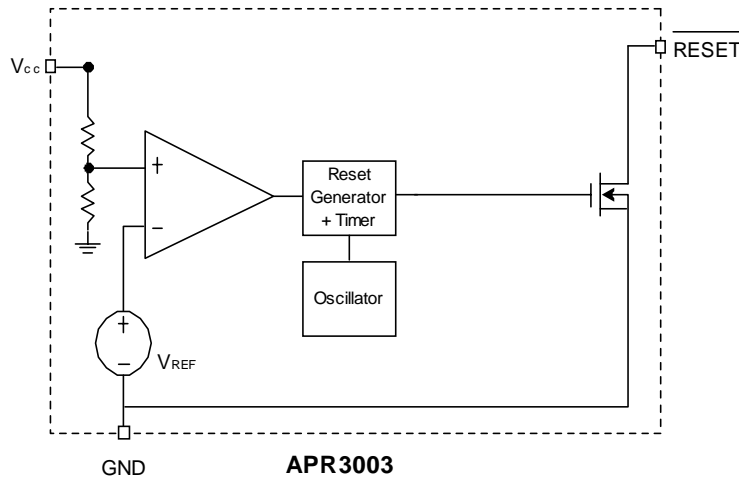 Vcc
RESET
+
−
Reset
Generator
+ Timer
Oscillator
+
−
VREF
GND
APR3003